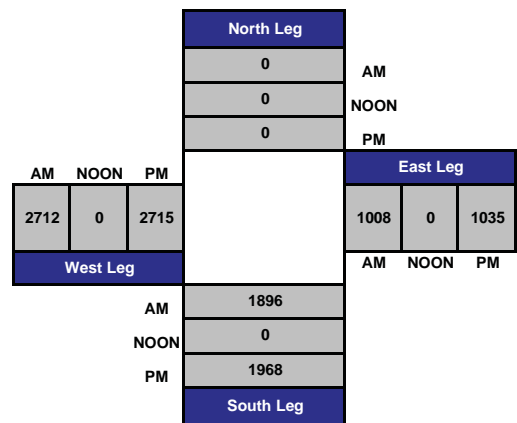 North Leg
0 AM
0 NOON
0 PM
East Leg
AM NOON PM
2712 0 2715
1008 0 1035
West Leg
AM NOON PM
AM 1896
NOON 0
PM 1968
South Leg